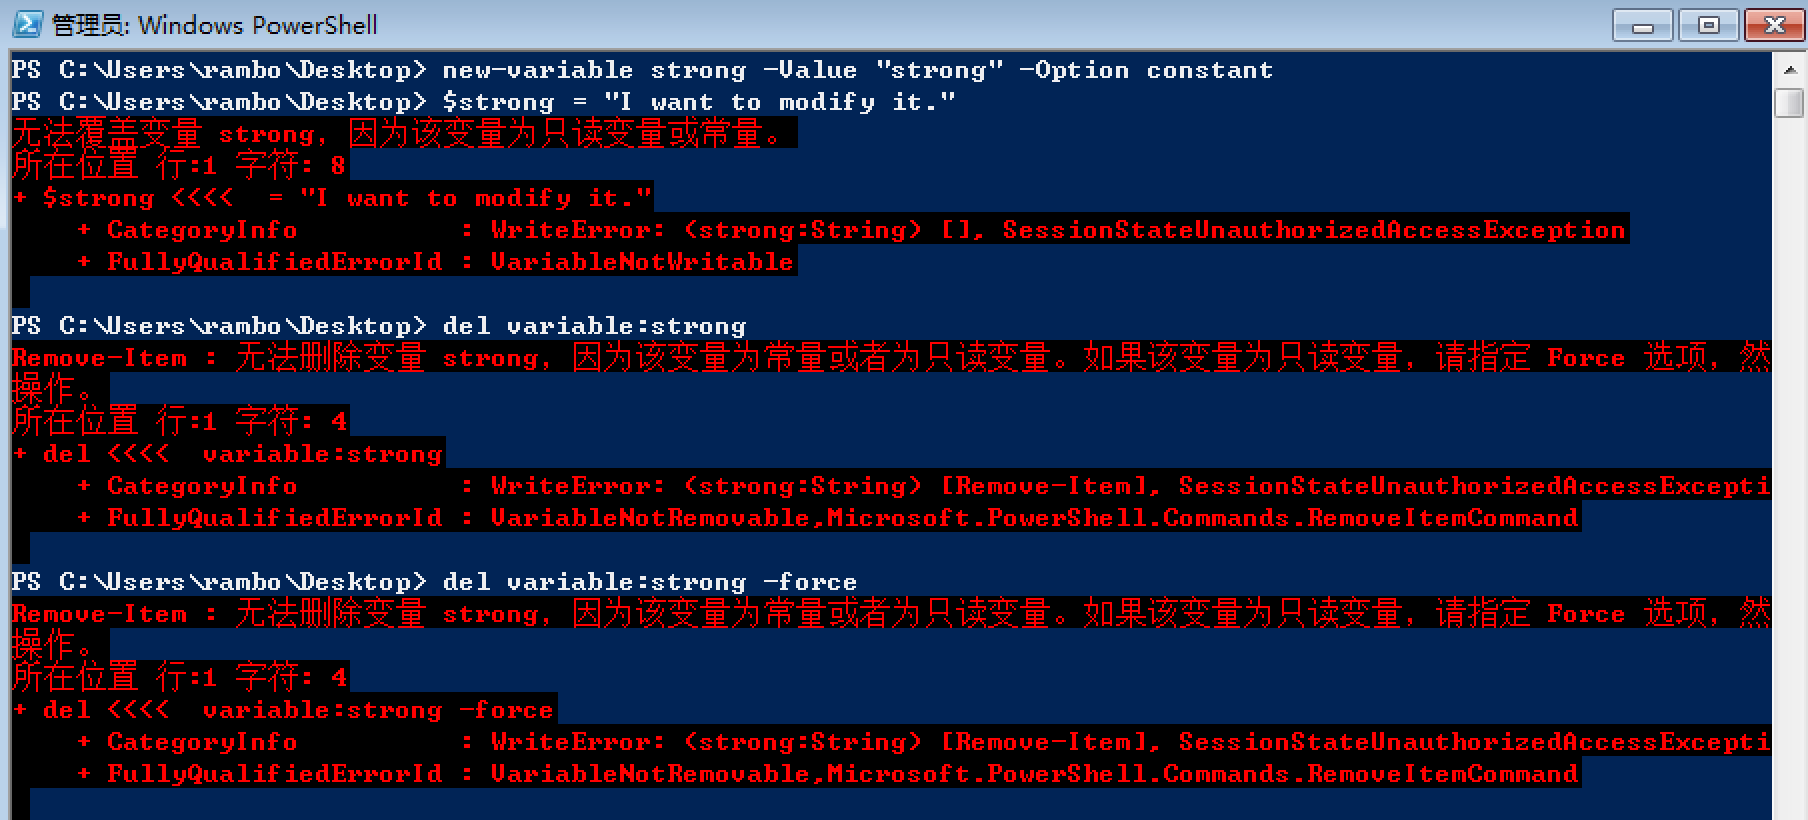 管理员: Windows PowerShell
PS C:\Users\rambo\Desktop> new-variable strong -Value "strong" -Option constant
PS C:\Users\rambo\Desktop> $strong = "I want to modify it."
无法覆盖变量 strong，因为该变量为只读变量或常量。
所在位置 行:1 字符: 8
+ $strong <<<<  = "I want to modify it."
    + CategoryInfo          : WriteError: (strong:String) [], SessionStateUnauthorizedAccessException
    + FullyQualifiedErrorId : VariableNotWritable
PS C:\Users\rambo\Desktop> del variable:strong
Remove-Item : 无法删除变量 strong，因为该变量为常量或者为只读变量。如果该变量为只读变量，请指定 Force 选项，然
操作。
所在位置 行:1 字符: 4
+ del <<<<  variable:strong
    + CategoryInfo          : WriteError: (strong:String) [Remove-Item], SessionStateUnauthorizedAccessExcepti
    + FullyQualifiedErrorId : VariableNotRemovable,Microsoft.PowerShell.Commands.RemoveItemCommand
PS C:\Users\rambo\Desktop> del variable:strong -force
Remove-Item : 无法删除变量 strong，因为该变量为常量或者为只读变量。如果该变量为只读变量，请指定 Force 选项，然
操作。
所在位置 行:1 字符: 4
+ del <<<<  variable:strong -force
    + CategoryInfo          : WriteError: (strong:String) [Remove-Item], SessionStateUnauthorizedAccessExcepti
    + FullyQualifiedErrorId : VariableNotRemovable,Microsoft.PowerShell.Commands.RemoveItemCommand